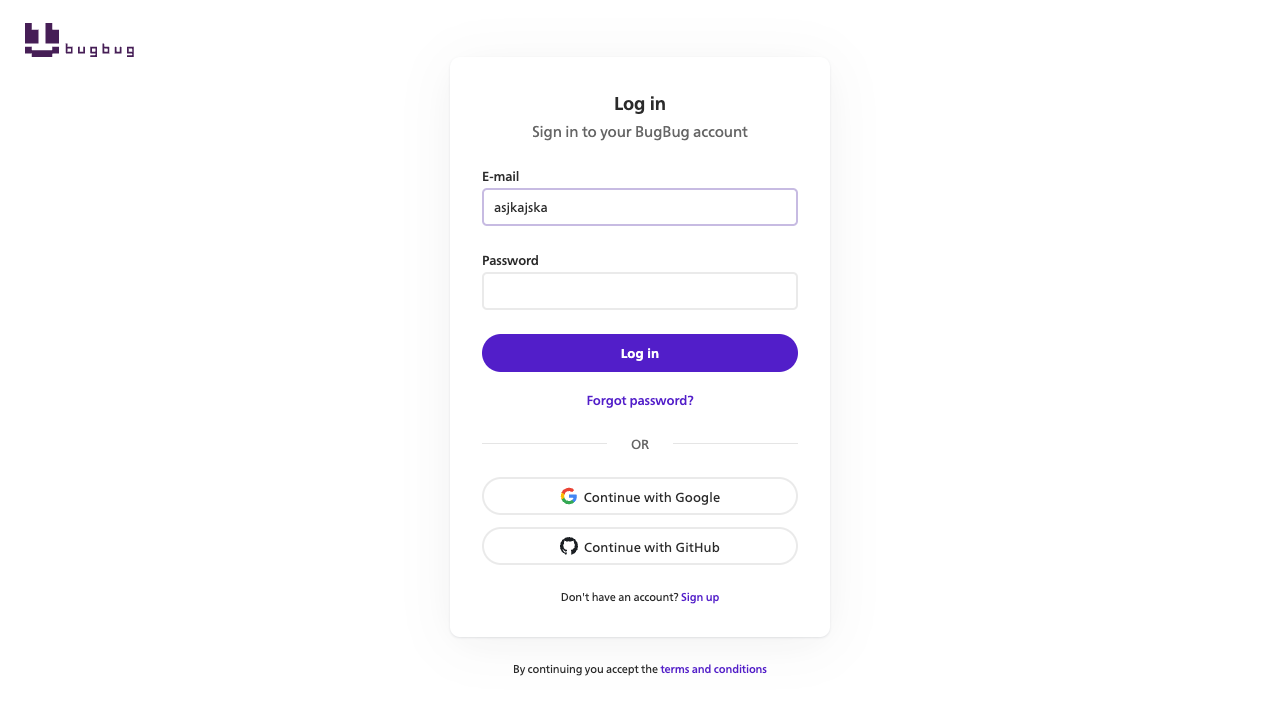 bugbug
Log in
Sign in to your BugBug account
E-mail
asjkajska
Password
Log in
Forgot password?
OR
Continue with Google
Continue with GitHub
Don't have an account? Sign up
By continuing you accept the terms and conditions